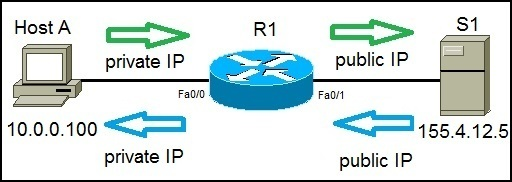 Host A
R1
S1
private IP
public IP
Fa0/0
Fa0/1
10.0.0.100
155.4.12.5
private IP
public IP